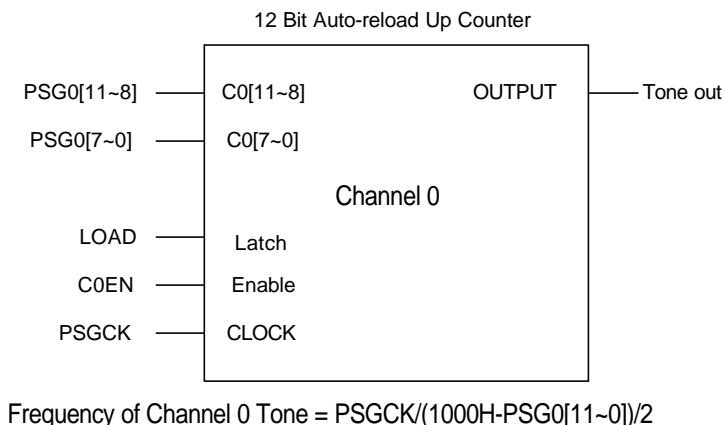 12 Bit Auto-reload Up Counter
PSG0[11~8] C0[11~8] OUTPUT Tone out
PSG0[7~0] C0[7~0]
Channel 0
LOAD Latch
C0EN Enable
PSGCK CLOCK
Frequency of Channel 0 Tone = PSGCK/(1000H-PSG0[11~0])/2